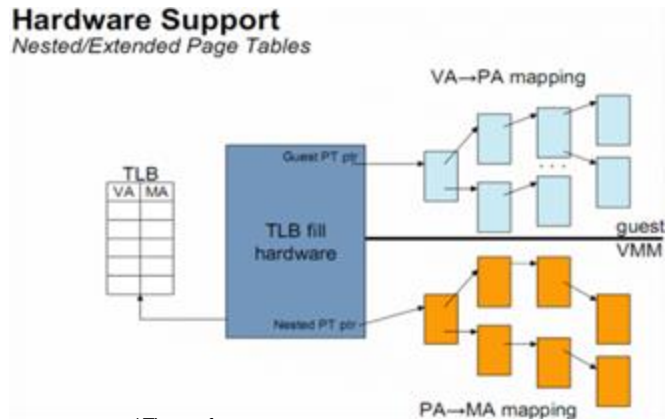 Hardware Support
Nested/Extended Page Tables
VA→PA mapping
Guest PT ptr
TLB
VA MA
TLB fill
hardware
. . .
guest
VMM
Nested PT ptr
PA→MA mapping